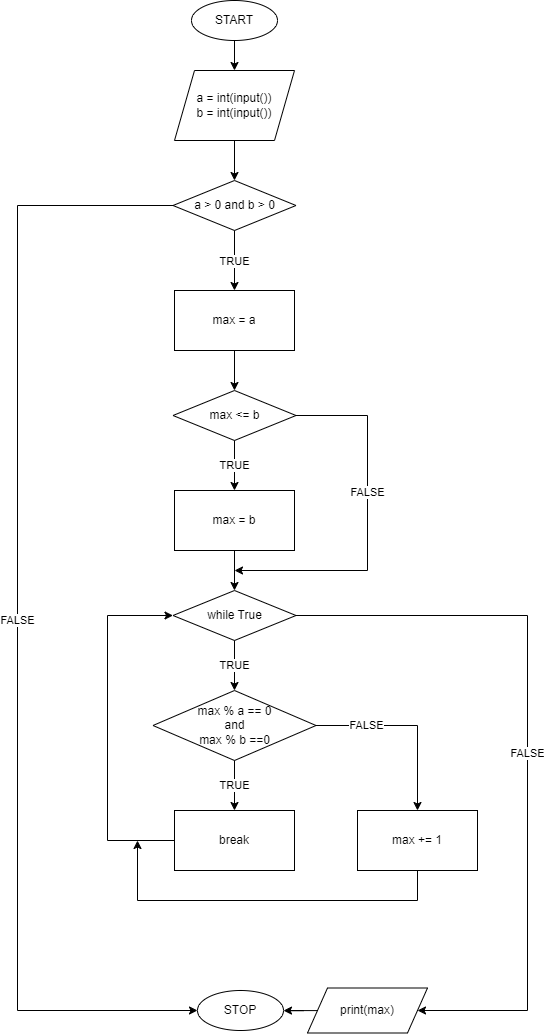 START
a = int(input())
b = int(input())
a > 0 and b > 0
TRUE
max = a
max <= b
TRUE
FALSE
max = b
while True
FALSE
TRUE
max % a == 0
and
max % b ==0
FALSE
FALSE
TRUE
break
max += 1
STOP
print(max)